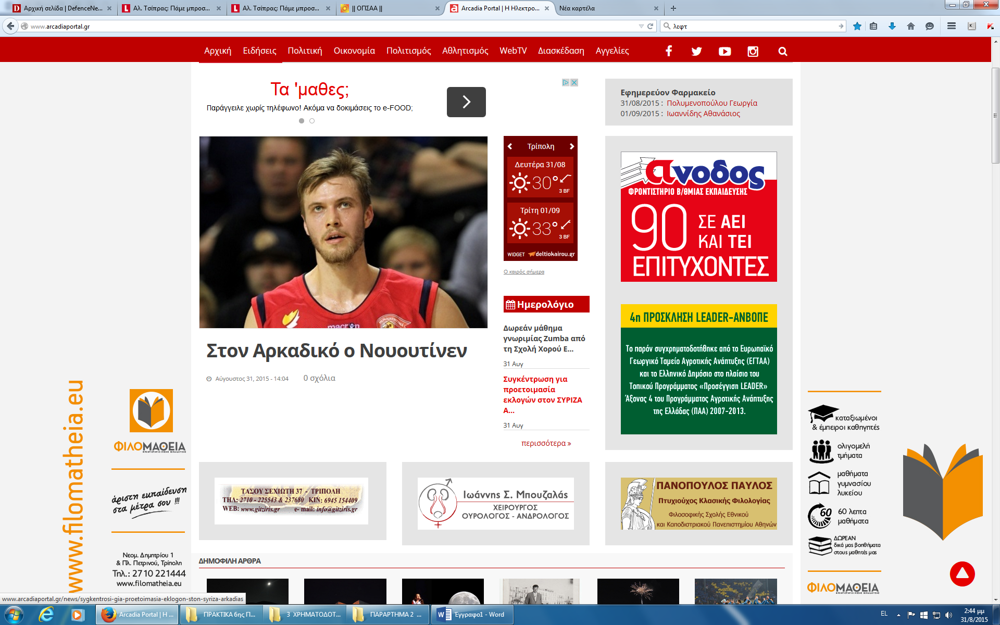 Αρχική σελίδα | DefenceNe...
Αλ. Τσίπρας: Πάμε μπροσ...
Αλ. Τσίπρας: Πάμε μπροσ...
|| ΟΠΣΑΑ ||
Arcadia Portal | Η Ηλεκτρο...
Νέα καρτέλα
www.arcadiaportal.gr
λεφτ
Αρχική Ειδήσεις Πολιτική Οικονομία Πολιτισμός Αθλητισμός WebTV Διασκέδαση Αγγελίες
Τα 'μαθες;
Παράγγειλε χωρίς τηλέφωνο! Ακόμα να δοκιμάσεις το e-FOOD;
Εφημερεύον Φαρμακείο
31/08/2015 : Πολυμενοπούλου Γεωργία
01/09/2015 : Ιωαννίδης Αθανάσιος
macron
Στον Αρκαδικό ο Νουουτίνεν
Αύγουστος 31, 2015 - 14:04 0 σχόλια
Τρίπολη
Δευτέρα 31/08
30°
3 BF
Τρίτη 01/09
33°
3 BF
WIDGET deltiokairou.gr
Ο καιρός σήμερα
Ημερολόγιο
Δωρεάν μάθημα
γνωριμίας Zumba από
τη Σχολή Χορού Ε...
31 Αυγ
Συγκέντρωση για
προετοιμασία
εκλογών στον ΣΥΡΙΖΑ
Α...
31 Αυγ
περισσότερα »
ανοδος
ΦΡΟΝΤΙΣΤΗΡΙΟ Β/ΘΜΙΑΣ ΕΚΠΑΙΔΕΥΣΗΣ
90 ΣΕ ΑΕΙ
ΚΑΙ ΤΕΙ
ΕΠΙΤΥΧΟΝΤΕΣ
4η ΠΡΟΣΚΛΗΣΗ LEADER-ΑΝΒΟΠΕ
Το παρόν συγχρηματοδοτήθηκε από το Ευρωπαϊκό
Γεωργικό Ταμείο Αγροτικής Ανάπτυξης (ΕΓΤΑΑ)
και το Ελληνικό Δημόσιο στο πλαίσιο του
Τοπικού Προγράμματος «Προσέγγιση LEADER»
Άξονας 4 του Προγράμματος Αγροτικής Ανάπτυξης
της Ελλάδας (ΠΑΑ) 2007-2013.
www.filomatheia.eu
ΦΙΛΟΜΑΘΕΙΑ
ΦΡΟΝΤΙΣΤΗΡΙΟ ΜΕΣΗΣ ΕΚΠΑΙΔΕΥΣΗΣ
άριστη εκπαίδευση
στα μέτρα σου !!!
Νεομ. Δημητρίου 1
& Πλ. Πετρινού, Τρίπολη
Τηλ.: 2710 221444
www.filomatheia.eu
καταξιωμένοι
& έμπειροι καθηγητές
ολιγομελή
τμήματα
μαθήματα
γυμνασίου
λυκείου
60
60 λεπτα
μαθήματα
ΔΩΡΕΑΝ
δικά μας βοηθήματα
στους μαθητές μας
ΦΙΛΟΜΑΘΕΙΑ
ΤΑΣΟΥ ΣΕΧΙΩΤΗ 37 - ΤΡΙΠΟΛΗ
ΤΗΛ: 2710 - 225543 & 237680 ΚΙΝ: 6945 154409
WEB: www.gitziris.gr e- mail: info@gitziris.gr
Ιωάννης Σ. Μπουζαλάς
ΧΕΙΡΟΥΡΓΟΣ
ΟΥΡΟΛΟΓΟΣ - ΑΝΔΡΟΛΟΓΟΣ
ΠΑΝΟΠΟΥΛΟΣ ΠΑΥΛΟΣ
Πτυχιούχος Κλασικής Φιλολογίας
Φιλοσοφικής Σχολής Εθνικού
και Καποδιστριακού Πανεπιστημίου Αθηνών
ΔΗΜΟΦΙΛΗ ΑΡΘΡΑ
www.arcadiaportal.gr/news/sygkentrosi-gia-proetoimasia-eklogon-ston-syriza-arkadias
Arcadia Portal | Η ...
ΠΡΑΚΤΙΚΑ 6ης Π...
3 ΧΡΗΜΑΤΟΔΟΤ...
ΠΑΡΑΡΤΗΜΑ 2 ...
Έγγραφο1 - Word
EL
2:44 μμ
31/8/2015